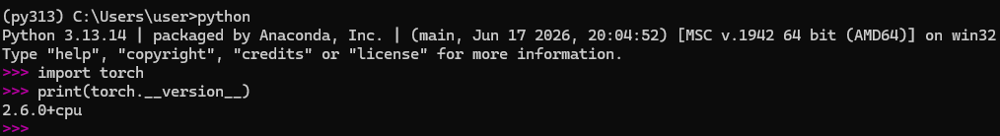 (py313) C:\Users\user>python
Python 3.13.14 | packaged by Anaconda, Inc. | (main, Jun 17 2026, 20:04:52) [MSC v.1942 64 bit (AMD64)] on win32
Type "help", "copyright", "credits" or "license" for more information.
>>> import torch
>>> print(torch.__version__)
2.6.0+cpu
>>>